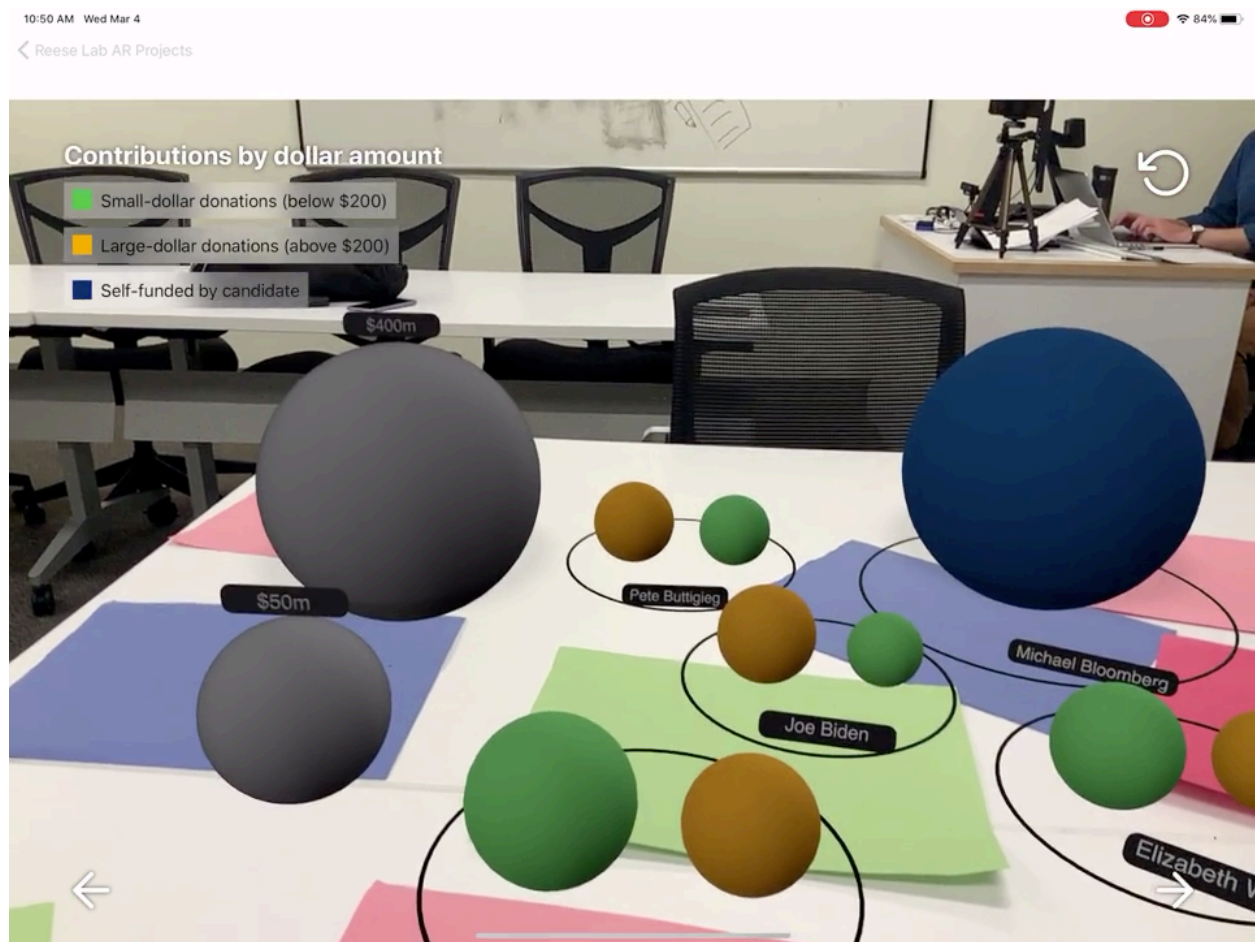 10:50 AM Wed Mar 4
84%
Reese Lab AR Projects
Contributions by dollar amount
Small-dollar donations (below $200)
Large-dollar donations (above $200)
Self-funded by candidate
$400m
$50m
Pete Buttigieg
Michael Bloomberg
Joe Biden
Elizabeth W